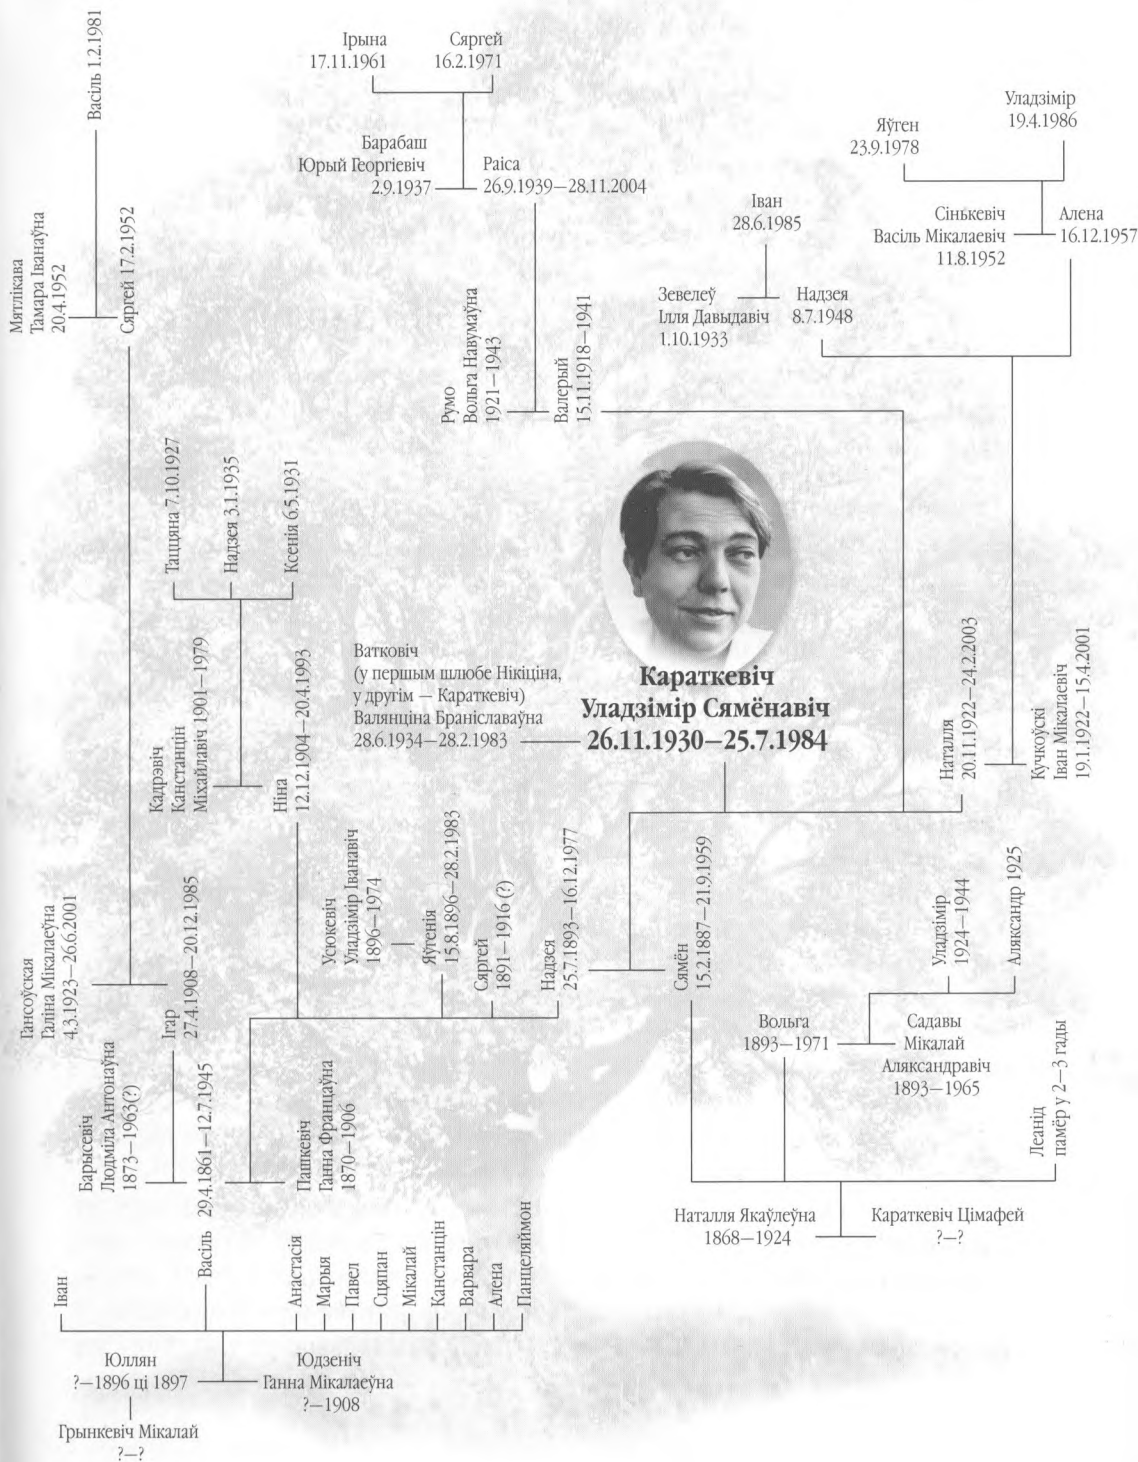 Васіль 1.2.1981
Ірына
17.11.1961
Сяргей
16.2.1971
Уладзімір
19.4.1986
Яўген
23.9.1978
Барабаш
Юрый Георгіевіч
2.9.1937
Раіса
26.9.1939—28.11.2004
Іван
28.6.1985
Сінькевіч
Васіль Мікалаевіч
11.8.1952
Алена
16.12.1957
Мятлікава
Тамара Іванаўна
20.4.1952
Сяргей 17.2.1952
Зевелеў
Ілля Давыдавіч
1.10.1933
Надзея
8.7.1948
Румо
Вольга Навумаўна
1921—1943
Валерый
15.11.1918—1941
Таццяна 7.10.1927
Надзея 3.1.1935
Ксенія 6.5.1931
Ватковіч
(у першым шлюбе Нікіціна,
у другім — Караткевіч)
Валянціна Браніславаўна
28.6.1934—28.2.1983
Караткевіч
Уладзімір Сямёнавіч
26.11.1930—25.7.1984
Наталля
20.11.1922—24.2.2003
Кучкоўскі
Іван Мікалаевіч
19.1.1922— 15.4.2001
Кадрэвіч
Канстанцін
Міхайлавіч 1901—1979
Ніна
12.12.1904—20.4.1993
Усюкевіч
Уладзімір Іванавіч
1896—1974
Яўгенія
15.8.1896—28.2.1983
Сяргей
1891—1916 (?)
Надзея
25.7.1893—16.12.1977
Сямён
15.2.1887—21.9.1959
Уладзімір
1924—1944
Аляксандр 1925
Гансоўская
Галіна Мікалаеўна
4.3.1923—26.6.2001
Ігар
27.4.1908—20.12.1985
Вольга
1893—1971
Садавы
Мікалай
Аляксандравіч
1893—1965
Леанід
памёр у 2—3 гады
Барысевіч
Людміла Антонаўна
1873—1963(?)
Васіль 29.4.1861—12.7.1945
Пашкевіч
Ганна Францаўна
1870—1906
Наталля Якаўлеўна
1868—1924
Караткевіч Цімафей
?—?
Іван
Анастасія
Марыя
Павел
Сцяпан
Мікалай
Канстанцін
Варвара
Алена
Панцеляймон
Юллян
?—1896 ці 1897
Юдзеніч
Ганна Мікалаеўна
?—1908
Грынкевіч Мікалай
?—?